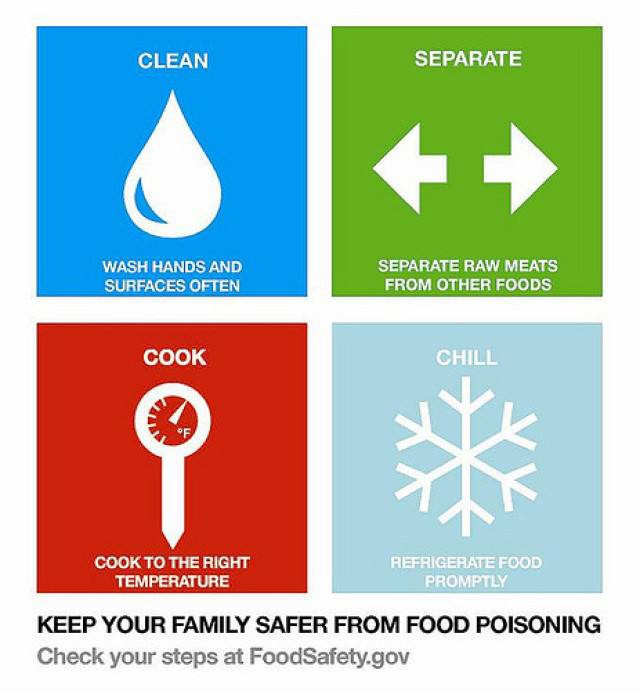 CLEAN
WASH HANDS AND
SURFACES OFTEN
SEPARATE
SEPARATE RAW MEATS
FROM OTHER FOODS
COOK
°F
COOK TO THE RIGHT
TEMPERATURE
CHILL
REFRIGERATE FOOD
PROMPTLY
KEEP YOUR FAMILY SAFER FROM FOOD POISONING
Check your steps at FoodSafety.gov